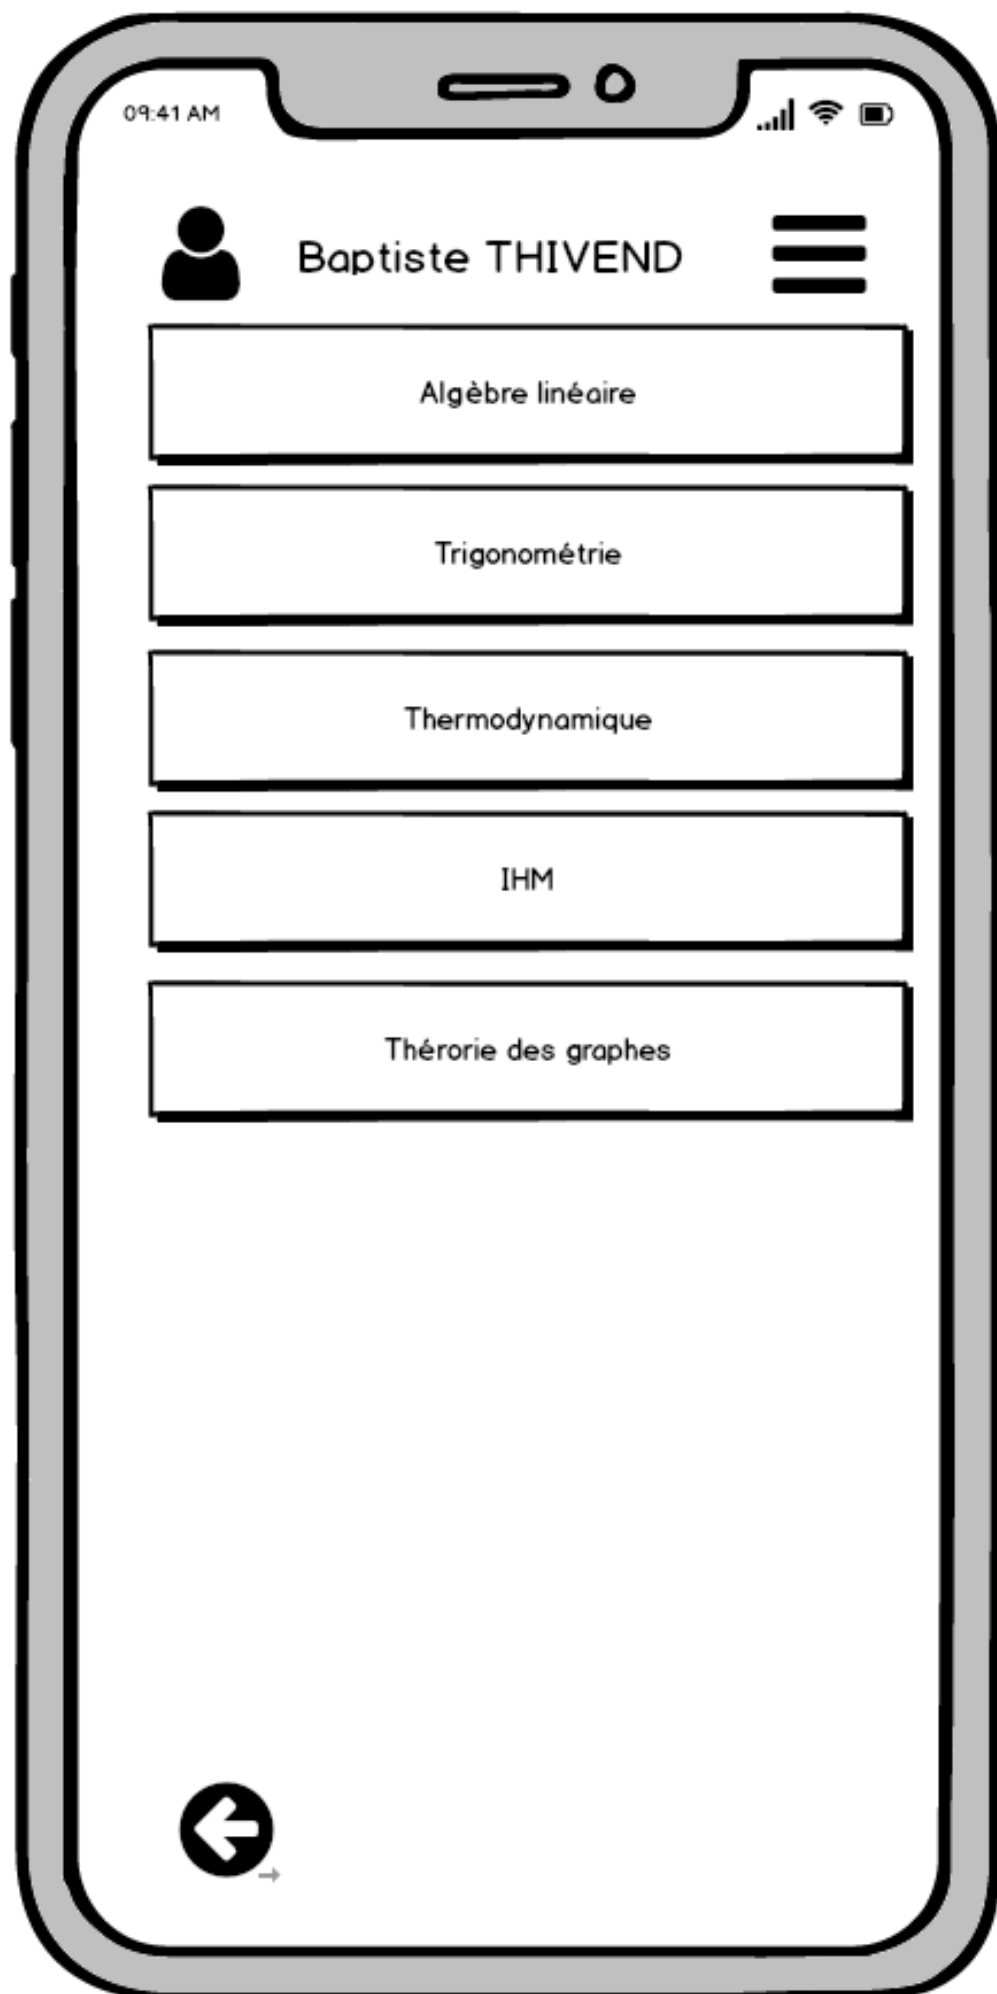 09:41 AM
Baptiste THIVEND
Algèbre linéaire
Trigonométrie
Thermodynamique
IHM
Thérorie des graphes